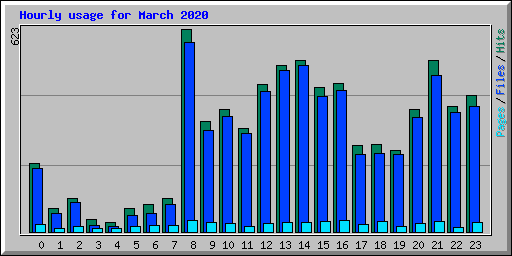 Hourly usage for March 2020
623
Pages/Files/Hits
0 1 2 3 4 5 6 7 8 9 10 11 12 13 14 15 16 17 18 19 20 21 22 23